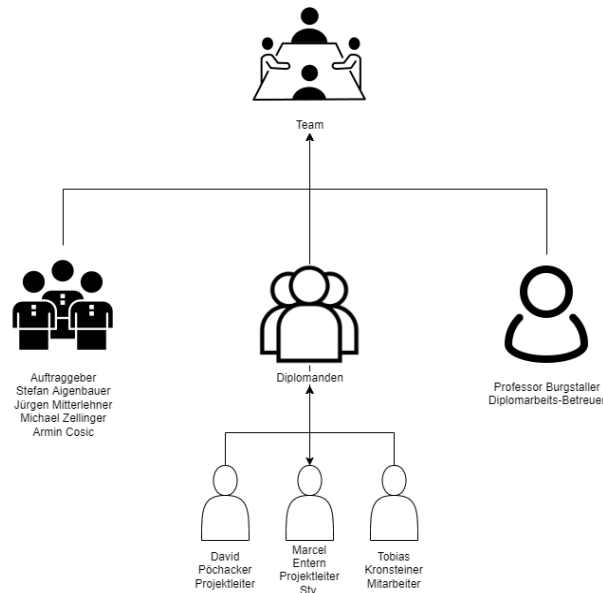 Team
Auftraggeber
Stefan Aigenbauer
Jürgen Mitterlehner
Michael Zellinger
Armin Cosic
Diplomanden
Professor Burgstaller
Diplomarbeits-Betreuer
David
Pöchacker
Projektleiter
Marcel
Entern
Projektleiter
Stv
Tobias
Kronsteiner
Mitarbeiter